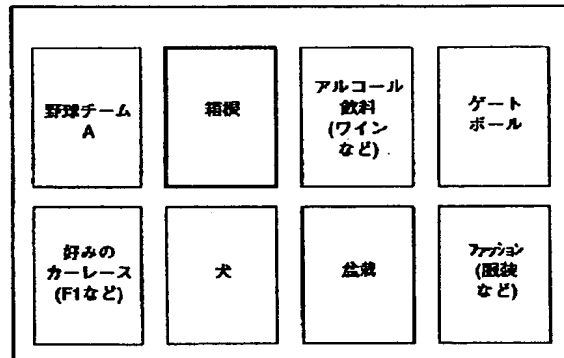 野球チーム
A
箱根
アルコール
飲料
(ワイン
など)
ゲート
ボール
好みの
カーレース
(F1など)
犬
盆栽
ファッション
(服装
など)